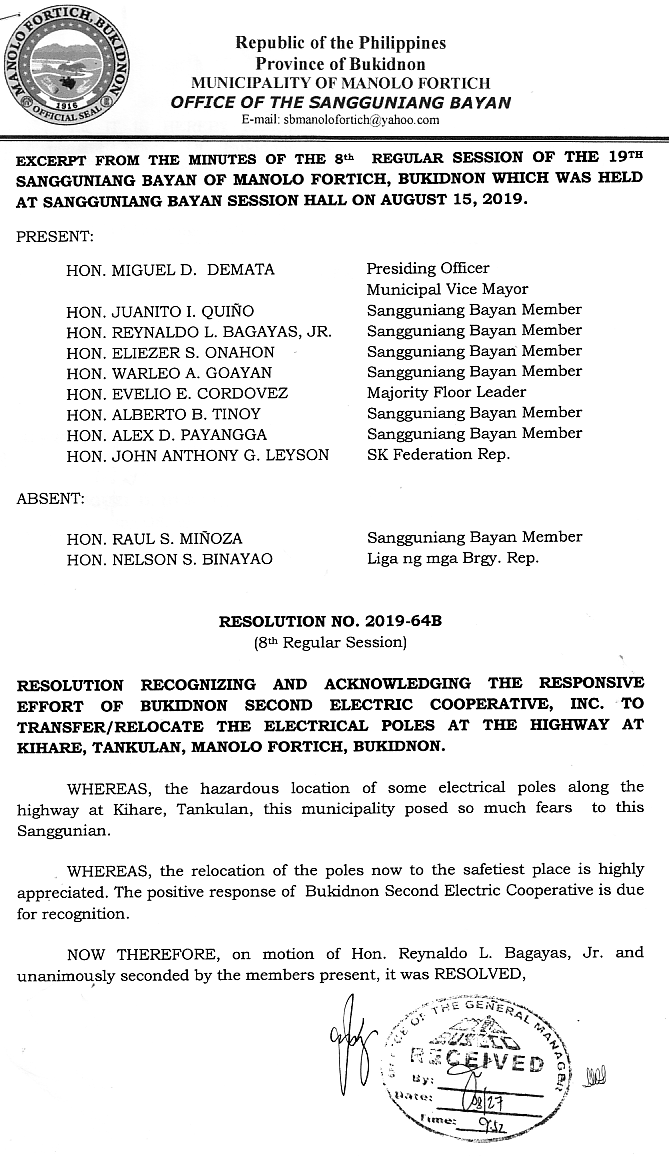 MANOLO FORTICH, BUKIDNON
1916
OFFICIAL SEAL
Republic of the Philippines
Province of Bukidnon
MUNICIPALITY OF MANOLO FORTICH
OFFICE OF THE SANGGUNIANG BAYAN
E-mail: sbmanolofortich@yahoo.com
EXCERPT FROM THE MINUTES OF THE 8th REGULAR SESSION OF THE 19TH
SANGGUNIANG BAYAN OF MANOLO FORTICH, BUKIDNON WHICH WAS HELD
AT SANGGUNIANG BAYAN SESSION HALL ON AUGUST 15, 2019.
PRESENT:
HON. MIGUEL D. DEMATA Presiding Officer
Municipal Vice Mayor
HON. JUANITO I. QUIÑO Sangguniang Bayan Member
HON. REYNALDO L. BAGAYAS, JR. Sangguniang Bayan Member
HON. ELIEZER S. ONAHON Sangguniang Bayan Member
HON. WARLEO A. GOAYAN Sangguniang Bayan Member
HON. EVELIO E. CORDOVEZ Majority Floor Leader
HON. ALBERTO B. TINOY Sangguniang Bayan Member
HON. ALEX D. PAYANGGA Sangguniang Bayan Member
HON. JOHN ANTHONY G. LEYSON SK Federation Rep.
ABSENT:
HON. RAUL S. MIÑOZA Sangguniang Bayan Member
HON. NELSON S. BINAYAO Liga ng mga Brgy. Rep.
RESOLUTION NO. 2019-64B
(8th Regular Session)
RESOLUTION RECOGNIZING AND ACKNOWLEDGING THE RESPONSIVE
EFFORT OF BUKIDNON SECOND ELECTRIC COOPERATIVE, INC. TO
TRANSFER/RELOCATE THE ELECTRICAL POLES AT THE HIGHWAY AT
KIHARE, TANKULAN, MANOLO FORTICH, BUKIDNON.
WHEREAS, the hazardous location of some electrical poles along the
highway at Kihare, Tankulan, this municipality posed so much fears to this
Sanggunian.
WHEREAS, the relocation of the poles now to the safetiest place is highly
appreciated. The positive response of Bukidnon Second Electric Cooperative is due
for recognition.
NOW THEREFORE, on motion of Hon. Reynaldo L. Bagayas, Jr. and
unanimously seconded by the members present, it was RESOLVED,
OFFICE OF THE GENERAL MANAGER
BUSECO
RECEIVED
By:
Date: 08/27
Time: